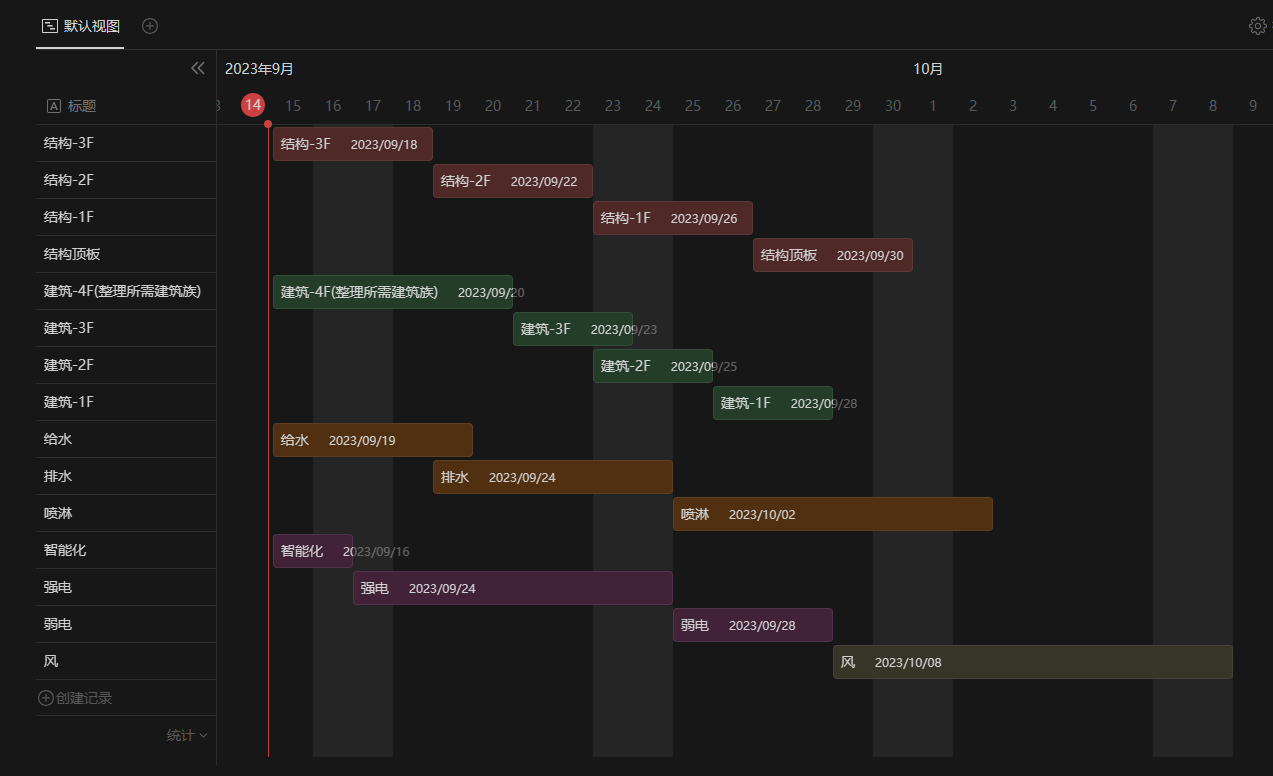 默认视图
2023年9月 10月
标题
14 15 16 17 18 19 20 21 22 23 24 25 26 27 28 29 30 1 2 3 4 5 6 7 8 9
结构-3F 结构-3F 2023/09/18
结构-2F 结构-2F 2023/09/22
结构-1F 结构-1F 2023/09/26
结构顶板 结构顶板 2023/09/30
建筑-4F(整理所需建筑族) 建筑-4F(整理所需建筑族) 2023/09/20
建筑-3F 建筑-3F 2023/09/23
建筑-2F 建筑-2F 2023/09/25
建筑-1F 建筑-1F 2023/09/28
给水 给水 2023/09/19
排水 排水 2023/09/24
喷淋 喷淋 2023/10/02
智能化 智能化 2023/09/16
强电 强电 2023/09/24
弱电 弱电 2023/09/28
风 风 2023/10/08
创建记录
统计